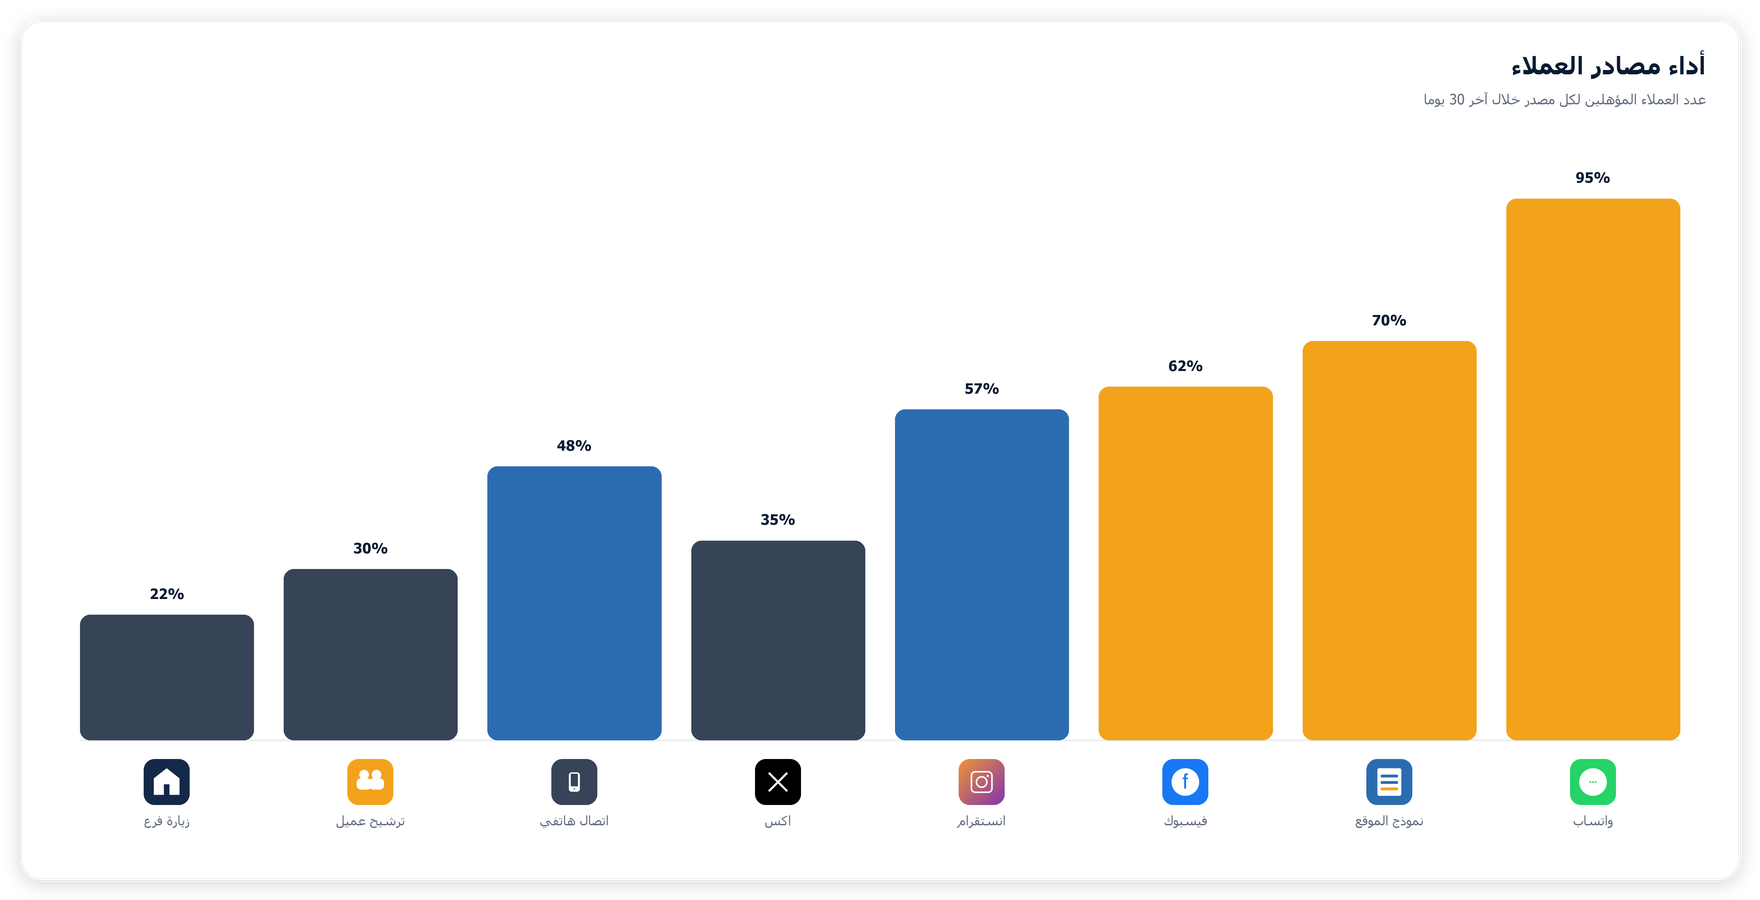 أداء مصادر العملاء
عدد العملاء المؤهلين لكل مصدر خلال آخر 30 يوما
95%
70%
62%
57%
35%
48%
30%
22%
f
واتساب
نموذج الموقع
فيسبوك
انستقرام
اكس
اتصال هاتفي
ترشيح عميل
زيارة فرع